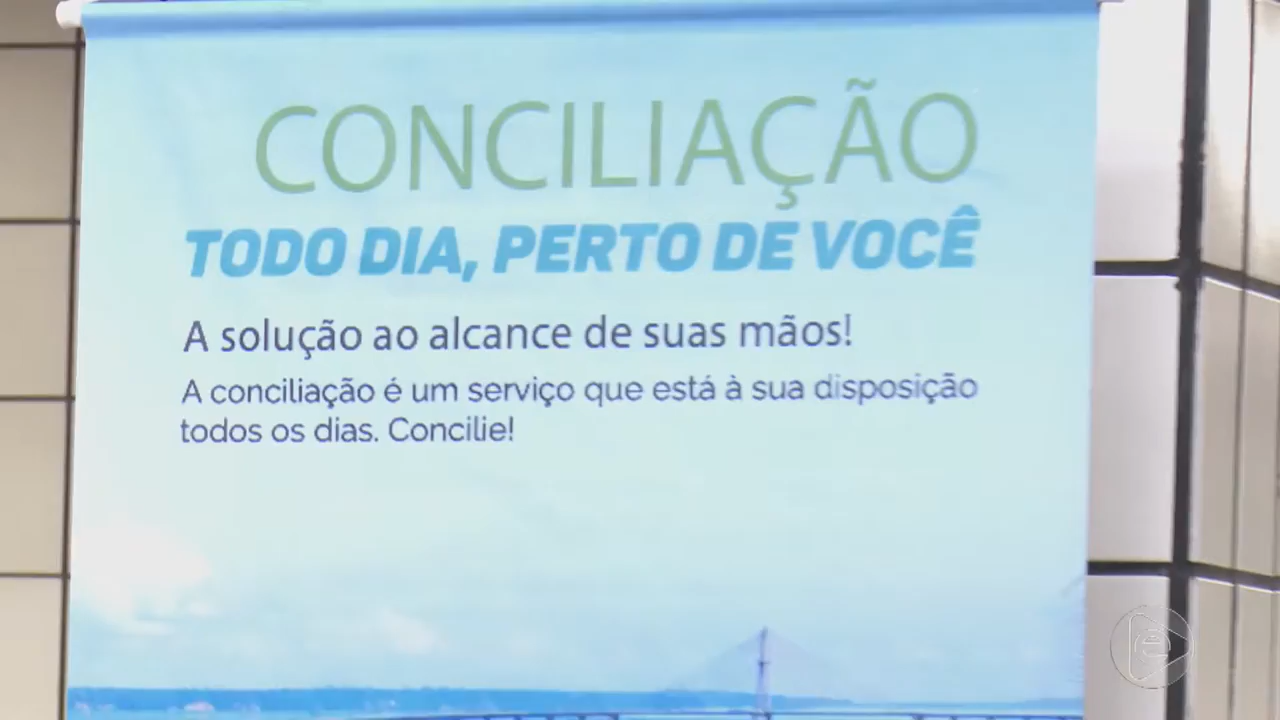 CONCILIAÇÃO
TODO DIA, PERTO DE VOCÊ
A solução ao alcance de suas mãos!
A conciliação é um serviço que está à sua disposição
todos os dias. Concilie!